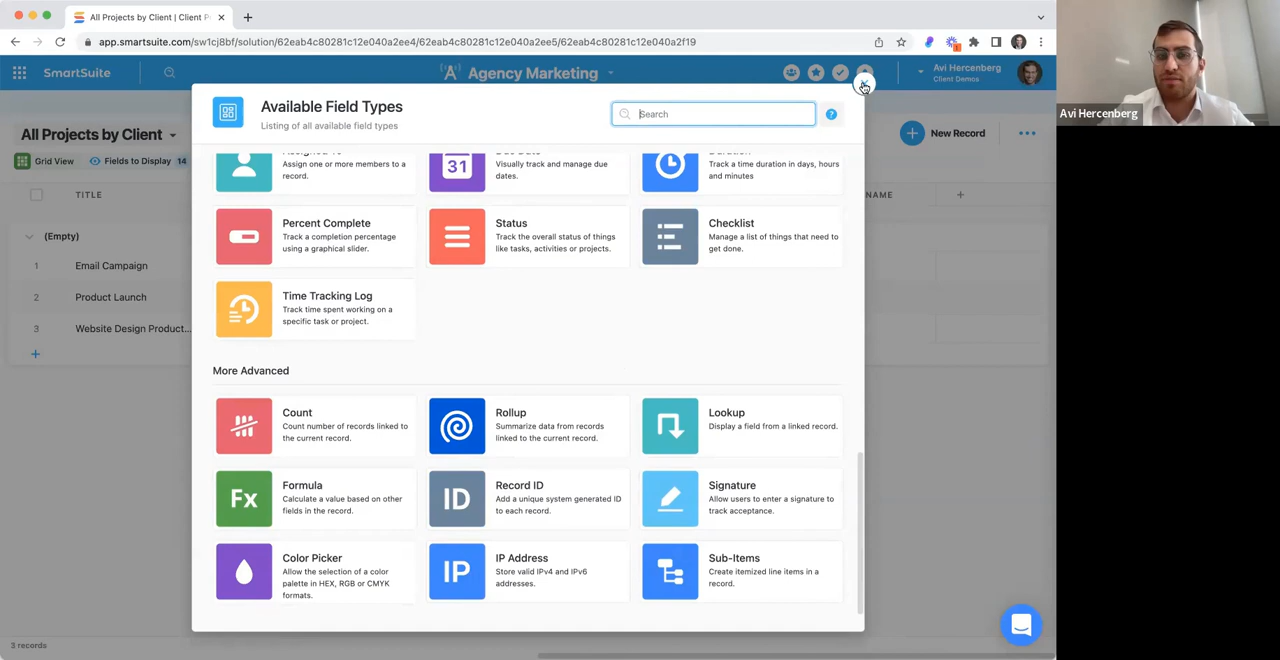 All Projects by Client | Client P
app.smartsuite.com/sw1cj8bf/solution/62eab4c80281c12e040a2ee4/62eab4c80281c12e040a2ee5/62eab4c80281c12e040a2f19
SmartSuite
Agency Marketing
Avi Hercenberg
Client Demos
Avi Hercenberg
All Projects by Client
Grid View
Fields to Display 14
New Record
TITLE
NAME
(Empty)
1 Email Campaign
2 Product Launch
3 Website Design Product...
3 records
Available Field Types
Listing of all available field types
Search
Assign one or more members to a
record.
31
Visually track and manage due
dates.
Track a time duration in days, hours
and minutes
Percent Complete
Track a completion percentage
using a graphical slider.
Status
Track the overall status of things
like tasks, activities or projects.
Checklist
Manage a list of things that need to
get done.
Time Tracking Log
Track time spent working on a
specific task or project.
More Advanced
Count
Count number of records linked to
the current record.
Rollup
Summarize data from records
linked to the current record.
Lookup
Display a field from a linked record.
Fx
Formula
Calculate a value based on other
fields in the record.
ID
Record ID
Add a unique system generated ID
to each record.
Signature
Allow users to enter a signature to
track acceptance.
Color Picker
Allow the selection of a color
palette in HEX, RGB or CMYK
formats.
IP
IP Address
Store valid IPv4 and IPv6
addresses.
Sub-Items
Create itemized line items in a
record.